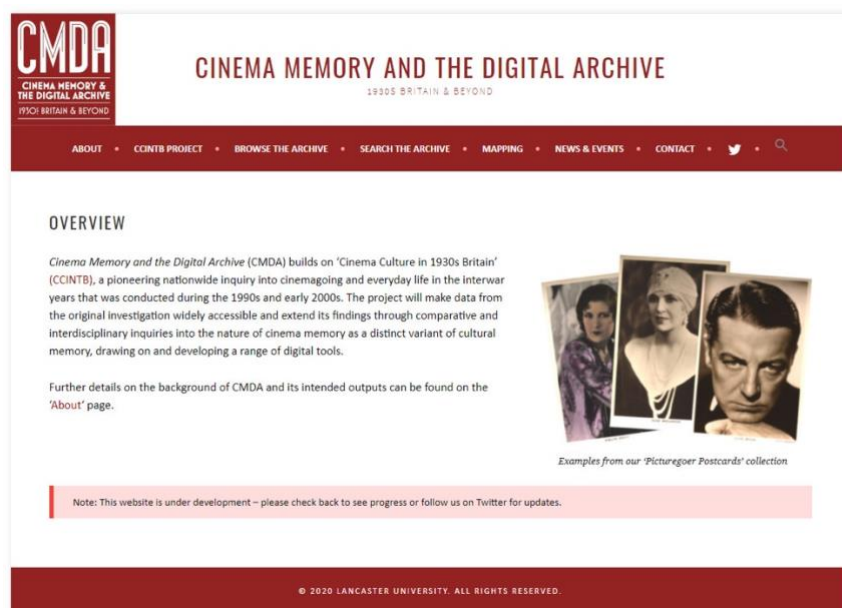 CMDA
CINEMA MEMORY &
THE DIGITAL ARCHIVE
1930s BRITAIN & BEYOND
CINEMA MEMORY AND THE DIGITAL ARCHIVE
1930S BRITAIN & BEYOND
ABOUT • CCINTB PROJECT • BROWSE THE ARCHIVE • SEARCH THE ARCHIVE • MAPPING • NEWS & EVENTS • CONTACT • •
OVERVIEW
Cinema Memory and the Digital Archive (CMDA) builds on 'Cinema Culture in 1930s Britain'
(CCINTB), a pioneering nationwide inquiry into cinemagoing and everyday life in the interwar
years that was conducted during the 1990s and early 2000s. The project will make data from
the original investigation widely accessible and extend its findings through comparative and
interdisciplinary inquiries into the nature of cinema memory as a distinct variant of cultural
memory, drawing on and developing a range of digital tools.
Further details on the background of CMDA and its intended outputs can be found on the
'About' page.
Examples from our 'Picturegoer Postcards' collection
Note: This website is under development – please check back to see progress or follow us on Twitter for updates.
© 2020 LANCASTER UNIVERSITY. ALL RIGHTS RESERVED.